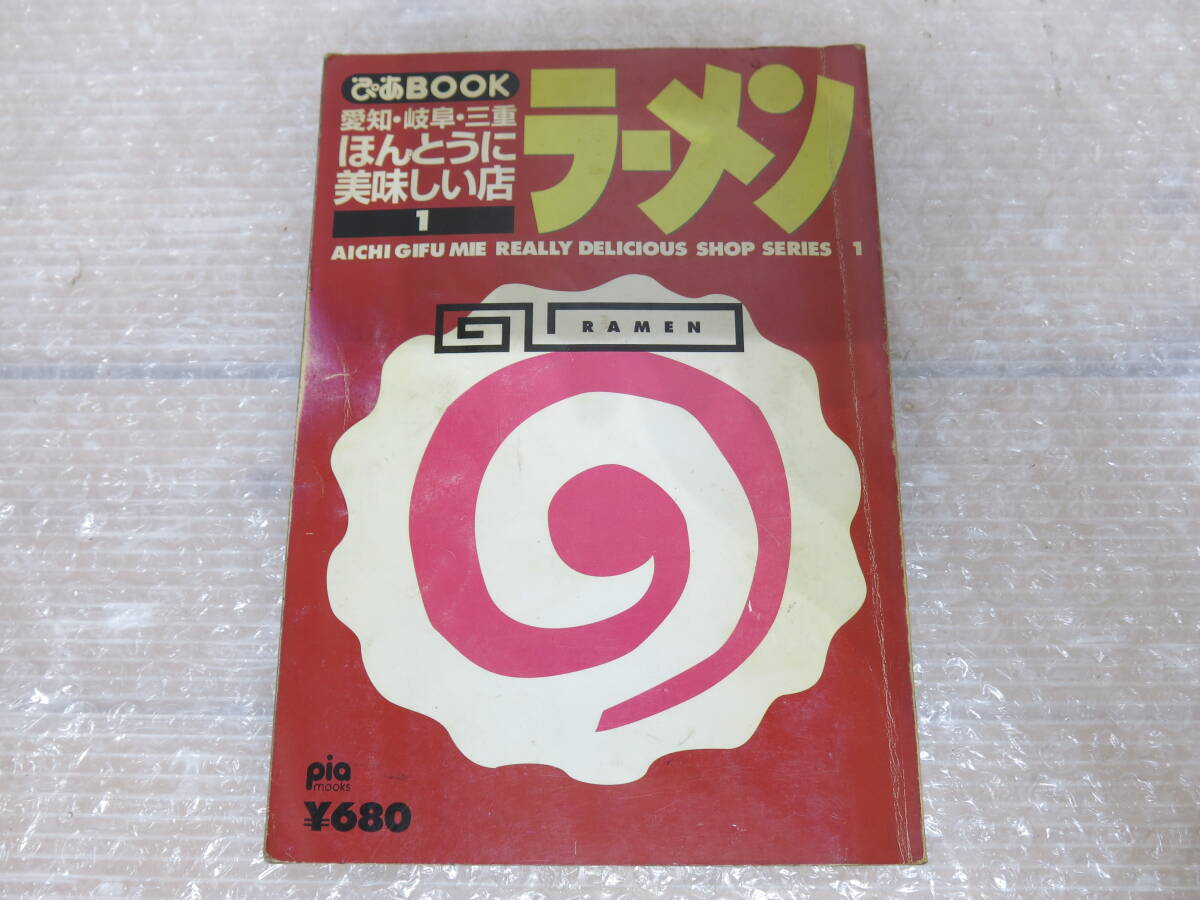 ぴあBOOK
愛知・岐阜・三重
ほんとうに
美味しい店
1
ラーメン
AICHI GIFU MIE REALLY DELICIOUS SHOP SERIES 1
RAMEN
pia
mooks
¥680